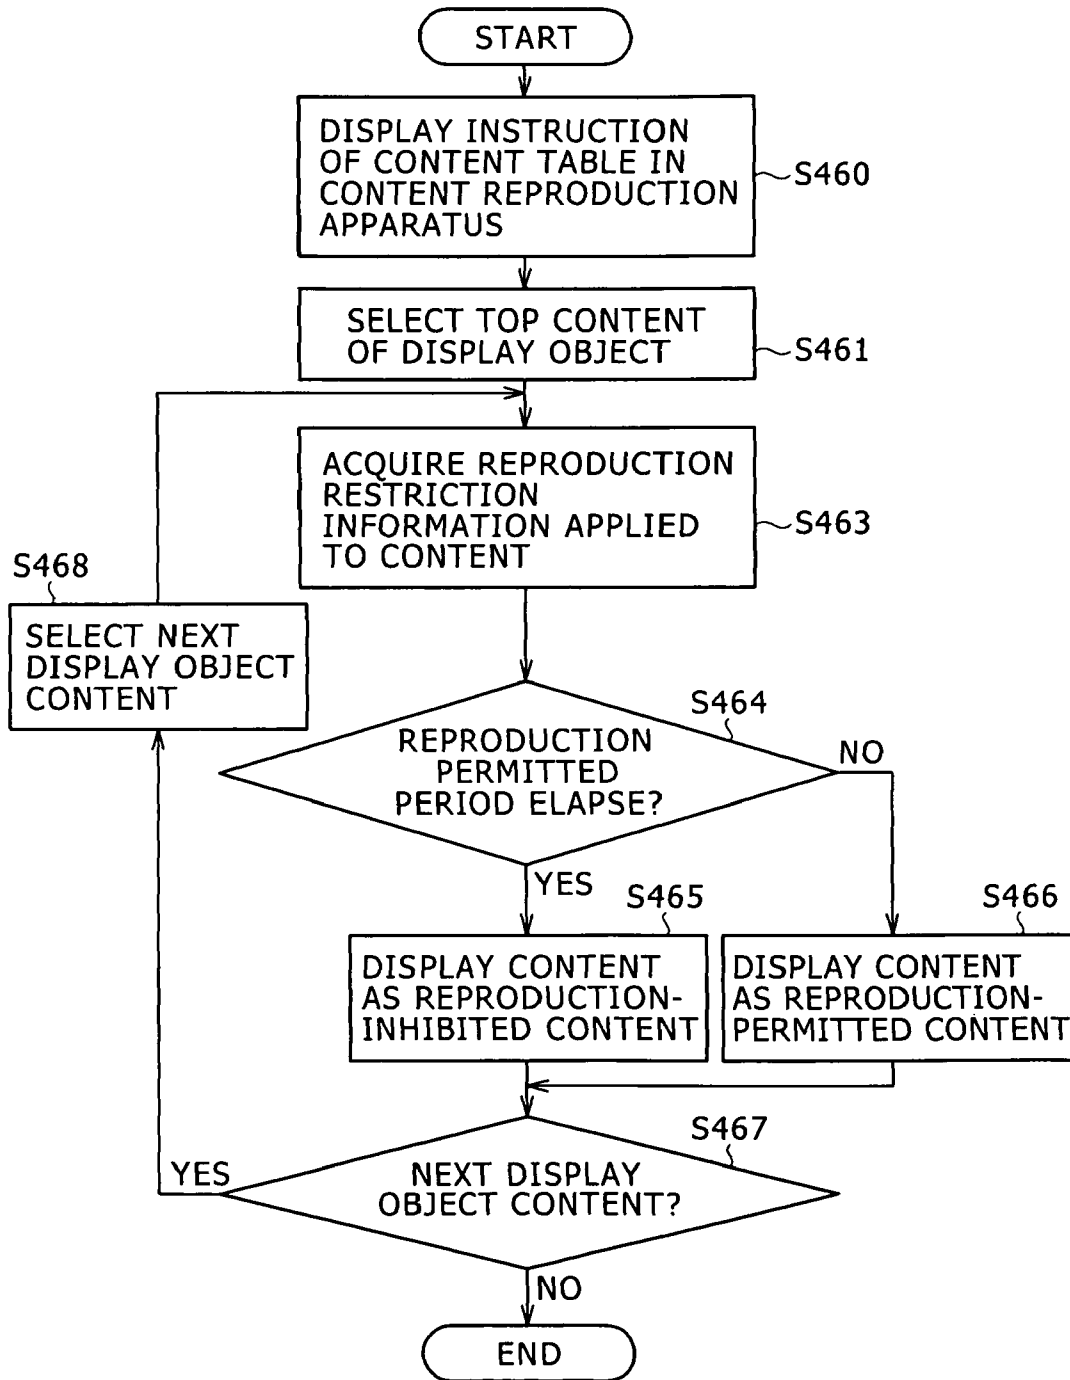 START
DISPLAY INSTRUCTION
OF CONTENT TABLE IN
CONTENT REPRODUCTION
APPARATUS
S460
SELECT TOP CONTENT
OF DISPLAY OBJECT
S461
ACQUIRE REPRODUCTION
RESTRICTION
INFORMATION APPLIED
TO CONTENT
S463
S468
SELECT NEXT
DISPLAY OBJECT
CONTENT
S464
REPRODUCTION
PERMITTED
PERIOD ELAPSE?
NO
YES
S465
DISPLAY CONTENT
AS REPRODUCTION-
INHIBITED CONTENT
S466
DISPLAY CONTENT
AS REPRODUCTION-
PERMITTED CONTENT
S467
NEXT DISPLAY
OBJECT CONTENT?
YES
NO
END